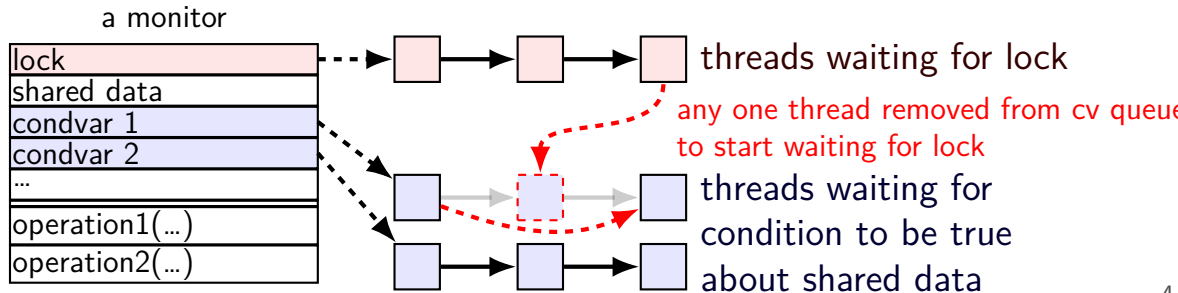 a monitor
lock
shared data
condvar 1
condvar 2
...
operation1(...)
operation2(...)
threads waiting for lock
any one thread removed from cv queue
to start waiting for lock
threads waiting for
condition to be true
about shared data